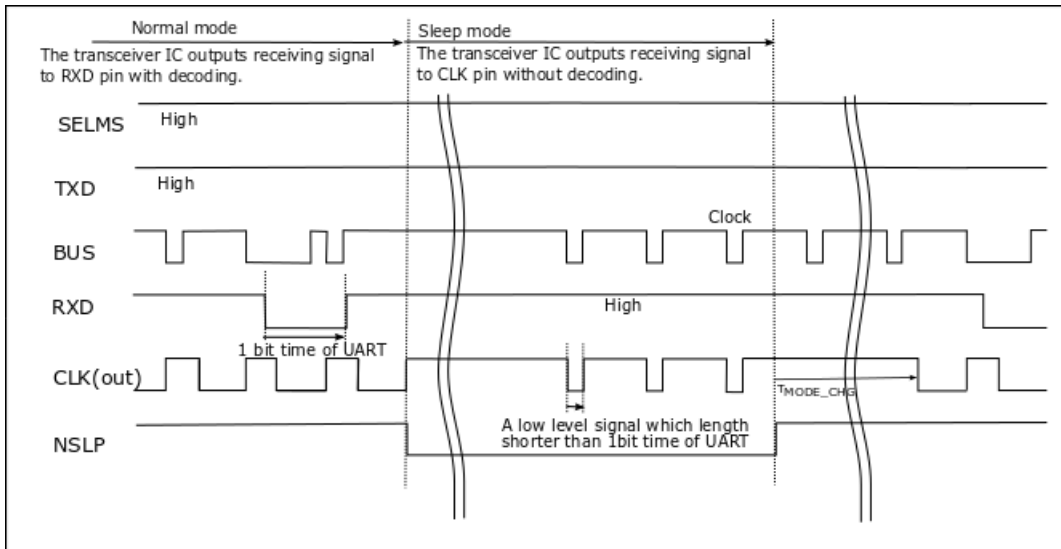 Normal mode
The transceiver IC outputs receiving signal
to RXD pin with decoding.
Sleep mode
The transceiver IC outputs receiving signal
to CLK pin without decoding.
SELMS
High
TXD
High
BUS
Clock
RXD
High
1 bit time of UART
CLK(out)
TMODE_CHG
A low level signal which length
shorter than 1bit time of UART
NSLP